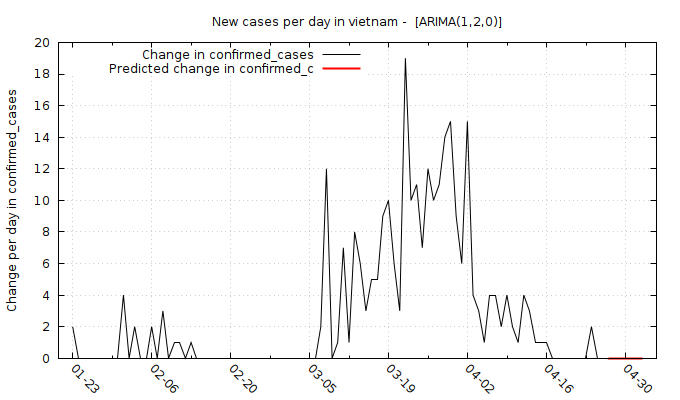 New cases per day in vietnam -  [ARIMA(1,2,0)]
Change in confirmed_cases
Predicted change in confirmed_c
Change per day in confirmed_cases
20
18
16
14
12
10
8
6
4
2
0
01-23 02-06 02-20 03-05 03-19 04-02 04-16 04-30